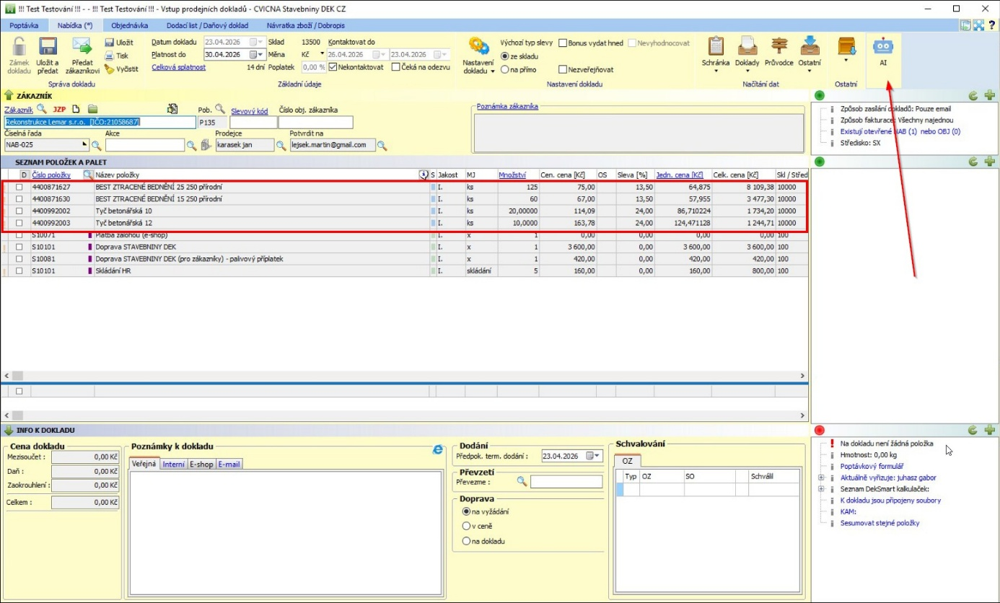 !!! Test Testování !!! - - !!! Test Testování !!! - Vstup prodejních dokladů - CVICNA Stavebniny DEK CZ
Poptávka Nabídka (*) Objednávka Dodací list / Daňový doklad Návratka zboží / Dobropis
Zámek dokladu
Uložit a předat
Předat zákazníkovi
Uložit
Tisk
Vyčistit
Správa dokladu
Datum dokladu 23.04.2026 Sklad 13500 Kontaktovat do
Platnost do 30.04.2026 Měna Kč 26.04.2026 23.04.2026
Celková splatnost 14 dní Poplatek 0,00 % Nekontaktovat Čeká na odezvu
Základní údaje
Nastavení dokladu
Výchozí typ slevy Bonus vydat hned Nevyhodnocovat
ze skladu
na přímo Nezveřejňovat
Nastavení dokladu
Schránka Doklady Průvodce Ostatní
Načítání dat
Ostatní
AI
ZÁKAZNÍK
Zákazník JZP Pob. Slevový kód Číslo obj. zákazníka
Rekonstrukce Lemar s.r.o. [IČO:21058687] P135
Číselná řada Akce Prodejce Potvrdit na
NAB-025 karasek jan lejsek.martin@gmail.com
Poznámka zákazníka
Způsob zasílání dokladů: Pouze email
Způsob fakturace: Všechny najednou
Existují otevřené NAB (1) nebo OBJ (0)
Středisko: SX
SEZNAM POLOŽEK A PALET
D Číslo položky Název položky S Jakost MJ Množství Cen. cena [Kč] OS Sleva [%] Jedn. cena [Kč] Celk. cena [Kč] Skl / Střed
4400871627 BEST ZTRACENÉ BEDNĚNÍ 25 250 přírodní I. ks 125 75,00 13,50 64,875 8 109,38 10000
4400871630 BEST ZTRACENÉ BEDNĚNÍ 15 250 přírodní I. ks 60 67,00 13,50 57,955 3 477,30 10000
4400992002 Tyč betonářská 10 I. ks 20,00000 114,09 24,00 86,710224 1 734,20 10000
4400992003 Tyč betonářská 12 I. ks 10,0000 163,78 24,00 124,471128 1 244,71 10000
S10071 Platba zálohou (e-shop) I. x 1 0,00 0,00 0,00 0,00 100
S10101 Doprava STAVEBNINY DEK I. x 1 3 600,00 0,00 3 600,00 3 600,00 100
S10081 Doprava STAVEBNINY DEK (pro zákazníky) - palivový příplatek I. x 1 420,00 0,00 420,00 420,00 100
S10101 Skládání HR I. skládání 5 160,00 0,00 160,00 800,00 100
INFO K DOKLADU
Cena dokladu
Mezisoučet : 0,00 Kč
Daň : 0,00 Kč
Zaokrouhlení : 0,00 Kč
Celkem : 0,00 Kč
Poznámky k dokladu
Veřejná Interní E-shop E-mail
Dodání
Předpok. term. dodání : 23.04.2026
Převzetí
Převezme :
Doprava
na vyžádání
v ceně
na dokladu
Schvalování
OZ
Typ OZ SO Schválil
Na dokladu není žádná položka
Hmotnost: 0,00 kg
Poptávkový formulář
Aktuálně vyřizuje: juhasz gabor
Seznam DekSmart kalkulaček:
K dokladu jsou připojeny soubory
KAM:
Sesumovat stejné položky